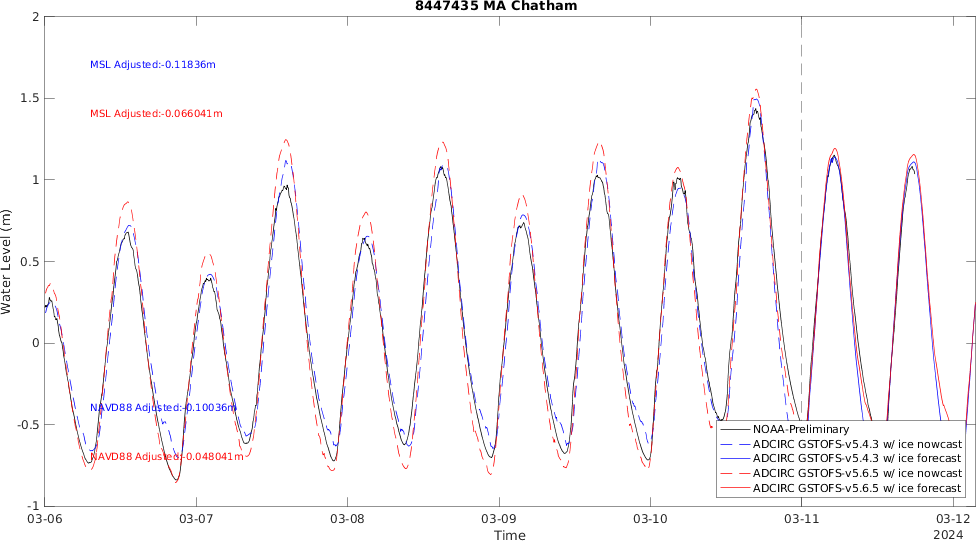 8447435 MA Chatham
2
1.5
1
0.5
0
-0.5
-1
Water Level (m)
MSL Adjusted:-0.11836m
MSL Adjusted:-0.066041m
NAVD88 Adjusted:-0.10036m
NAVD88 Adjusted:-0.048041m
NOAA-Preliminary
ADCIRC GSTOFS-v5.4.3 w/ ice nowcast
ADCIRC GSTOFS-v5.4.3 w/ ice forecast
ADCIRC GSTOFS-v5.6.5 w/ ice nowcast
ADCIRC GSTOFS-v5.6.5 w/ ice forecast
03-06 03-07 03-08 03-09 03-10 03-11 03-12
Time
2024